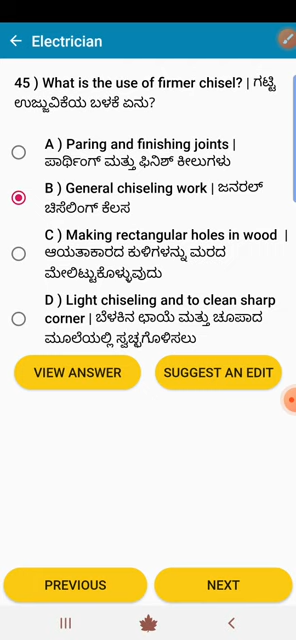 Electrician
45 ) What is the use of firmer chisel? | ಗಟ್ಟಿ
ಉಜ್ಜುವಿಕೆಯ ಬಳಕೆ ಏನು?
A ) Paring and finishing joints |
ಪಾರ್ಥಿಂಗ್ ಮತ್ತು ಫಿನಿಶ್ ಕೀಲುಗಳು
B ) General chiseling work | ಜನರಲ್
ಚಿಸೆಲಿಂಗ್ ಕೆಲಸ
C ) Making rectangular holes in wood |
ಆಯತಾಕಾರದ ಕುಳಿಗಳನ್ನು ಮರದ
ಮೇಲಿಟ್ಟುಕೊಳ್ಳುವುದು
D ) Light chiseling and to clean sharp
corner | ಬೆಳಕಿನ ಛಾಯೆ ಮತ್ತು ಚೂಪಾದ
ಮೂಲೆಯಲ್ಲಿ ಸ್ವಚ್ಛಗೊಳಿಸಲು
VIEW ANSWER
SUGGEST AN EDIT
PREVIOUS
NEXT